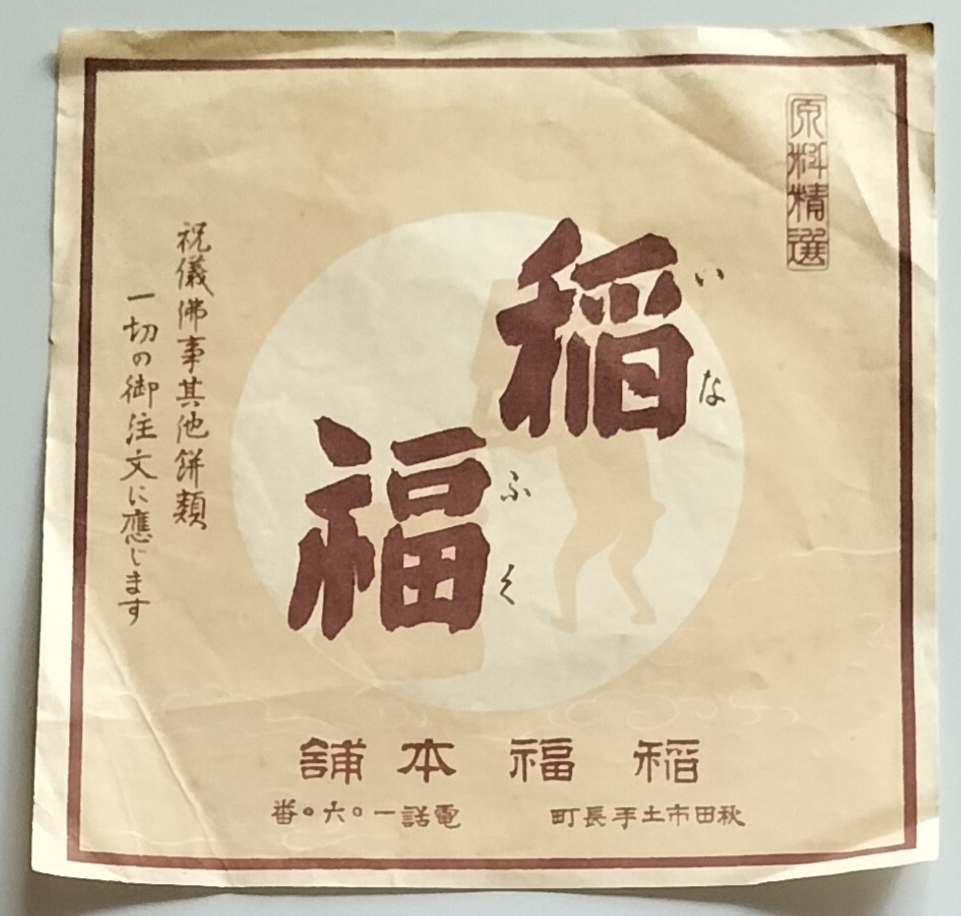 原料精選
稲福
いなふく
祝儀佛事其他餅類
一切の御注文に應じます
稲福本舗
秋田市土手長町
電話一〇六〇番